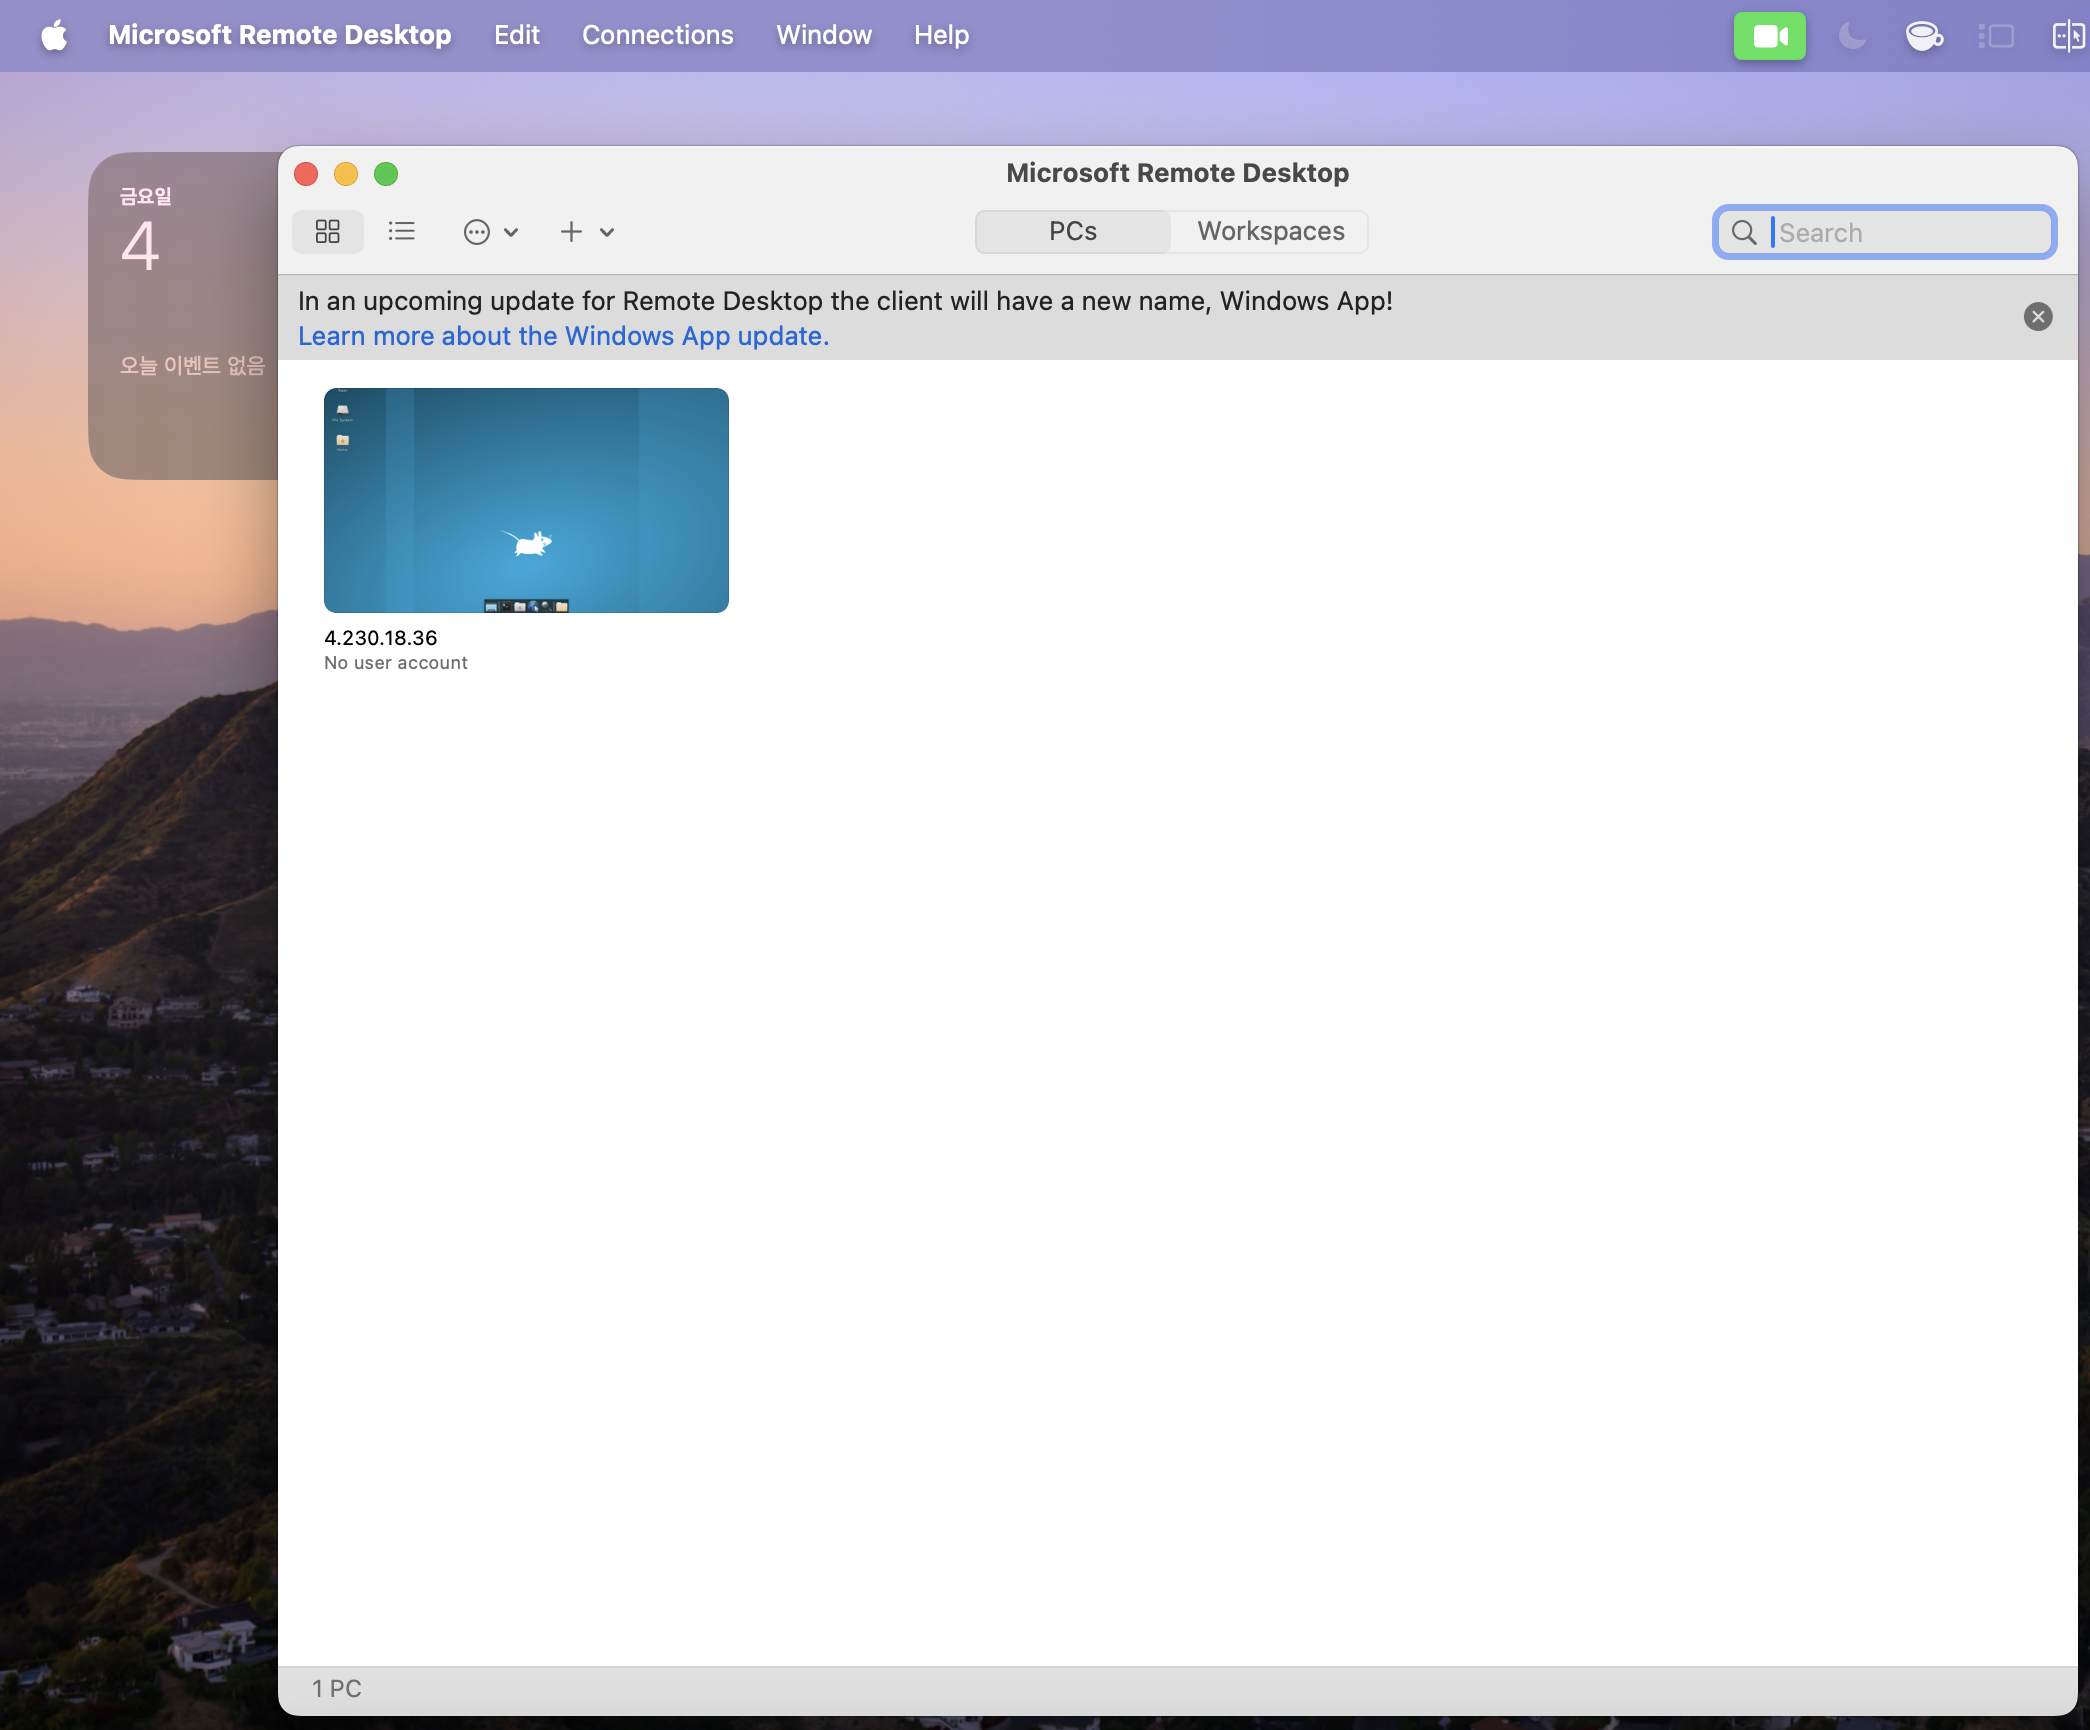 Microsoft Remote Desktop Edit Connections Window Help
금요일
4
오늘 이벤트 없음
Microsoft Remote Desktop
PCs
Workspaces
Search
In an upcoming update for Remote Desktop the client will have a new name, Windows App!
Learn more about the Windows App update.
4.230.18.36
No user account
1 PC